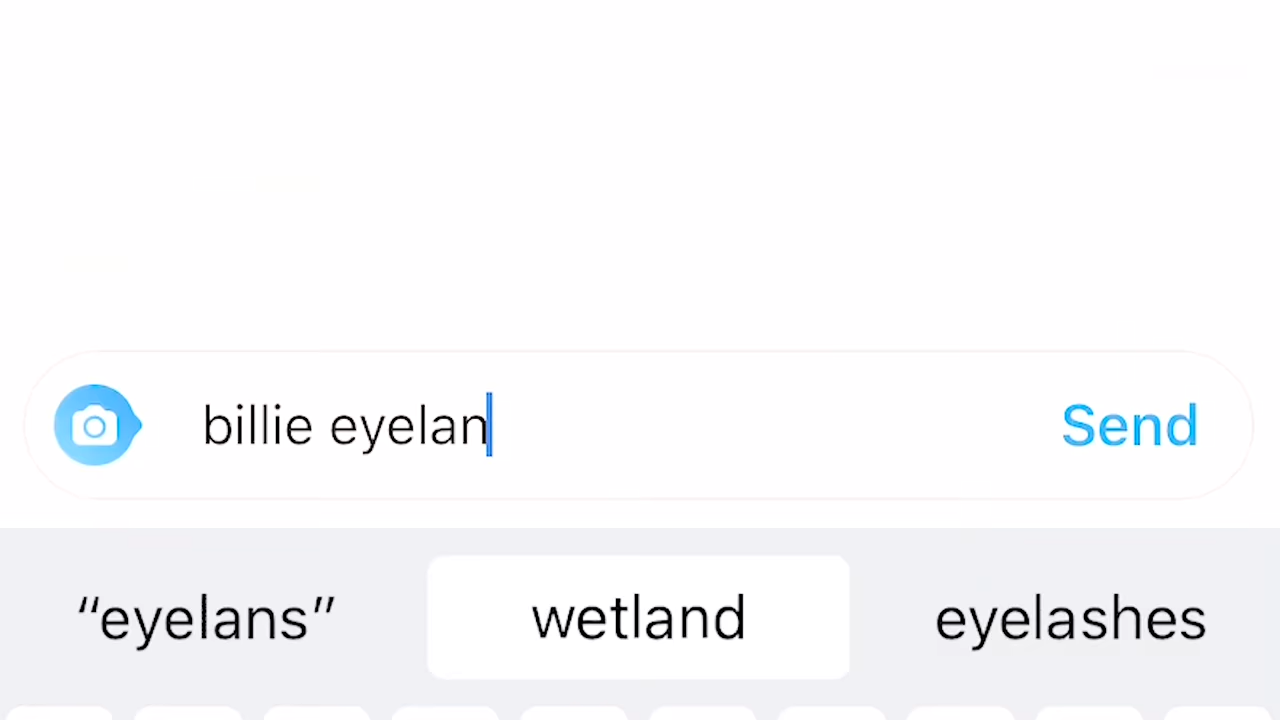 billie eyelan
Send
“eyelans”
wetland
eyelashes